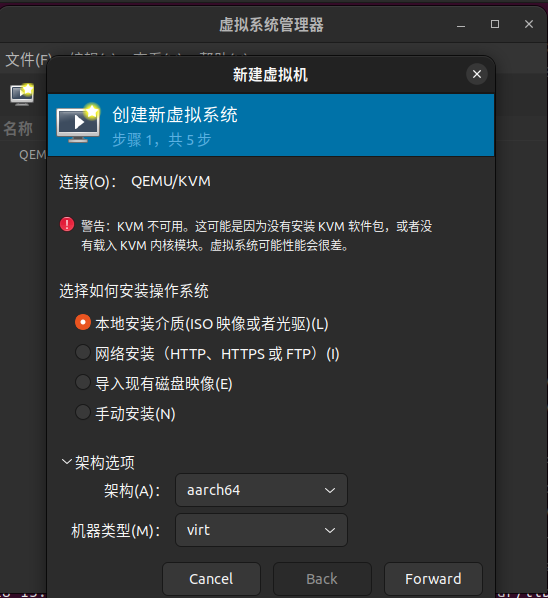 虚拟系统管理器
文件(F)
名称
QEM
新建虚拟机
创建新虚拟系统
步骤 1，共 5 步
连接(O)： QEMU/KVM
警告：KVM 不可用。这可能是因为没有安装 KVM 软件包，或者没
有载入 KVM 内核模块。虚拟系统可能性能会很差。
选择如何安装操作系统
本地安装介质(ISO 映像或者光驱)(L)
网络安装（HTTP、HTTPS 或 FTP）(I)
导入现有磁盘映像(E)
手动安装(N)
架构选项
架构(A)： aarch64
机器类型(M)： virt
Cancel Back Forward